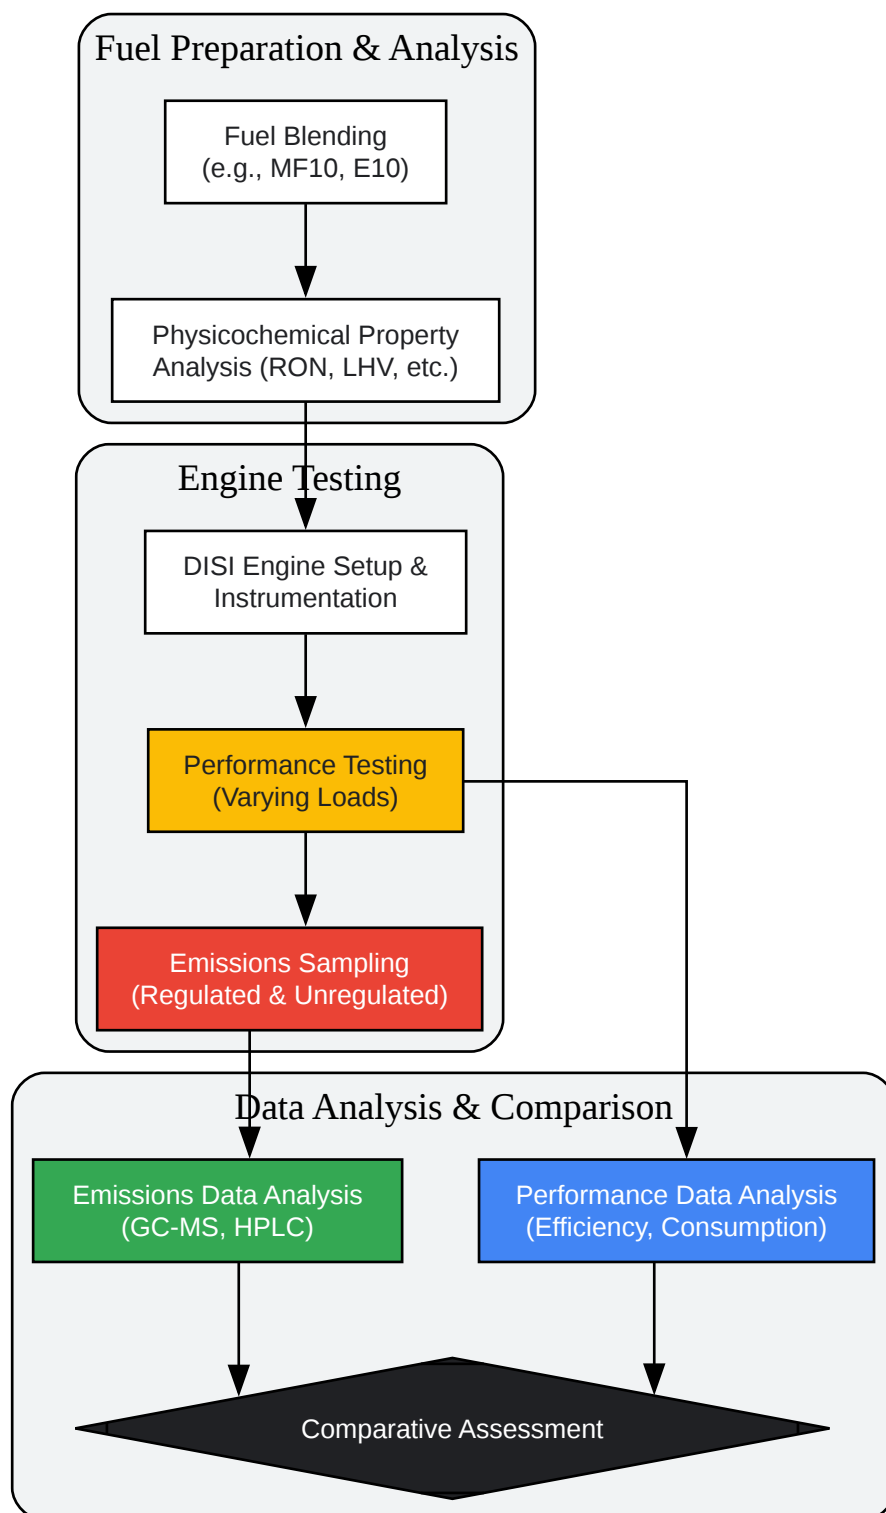 Fuel Preparation & Analysis
Fuel Blending
(e.g., MF10, E10)
Physicochemical Property
Analysis (RON, LHV, etc.)
Engine Testing
DISI Engine Setup &
Instrumentation
Performance Testing
(Varying Loads)
Emissions Sampling
(Regulated & Unregulated)
Data Analysis & Comparison
Emissions Data Analysis
(GC-MS, HPLC)
Performance Data Analysis
(Efficiency, Consumption)
Comparative Assessment